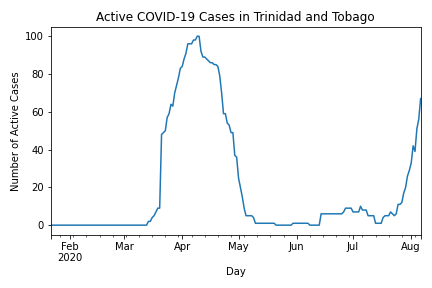 Active COVID-19 Cases in Trinidad and Tobago
Number of Active Cases
100
80
60
40
20
0
Feb Mar Apr May Jun Jul Aug
2020
Day